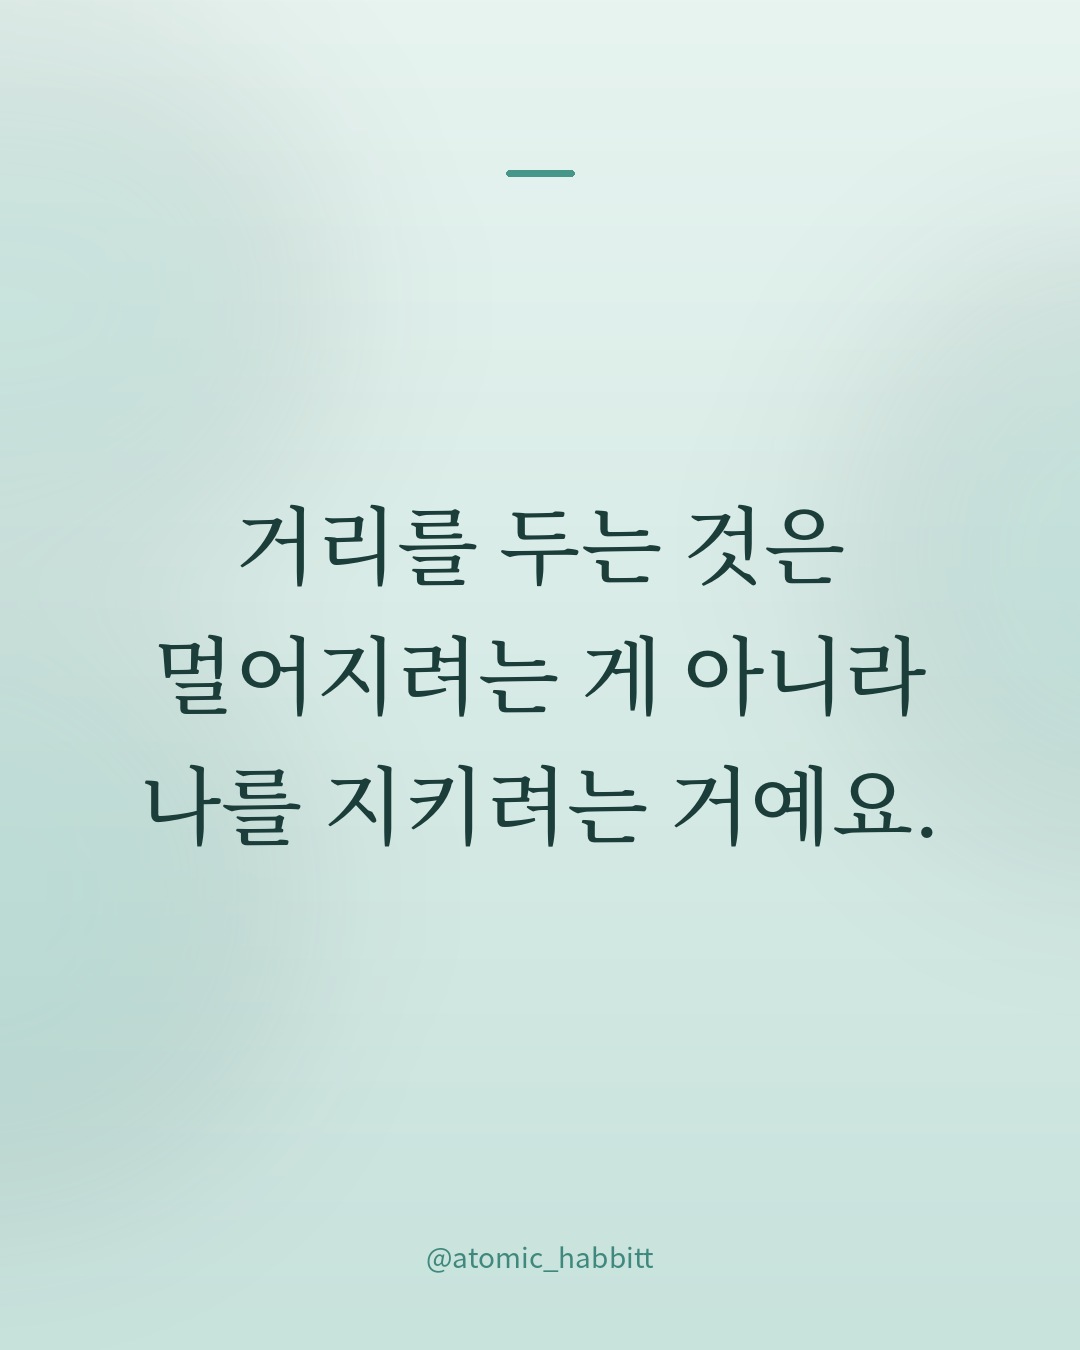 거리를 두는 것은
멀어지려는 게 아니라
나를 지키려는 거예요.
@atomic_habbitt